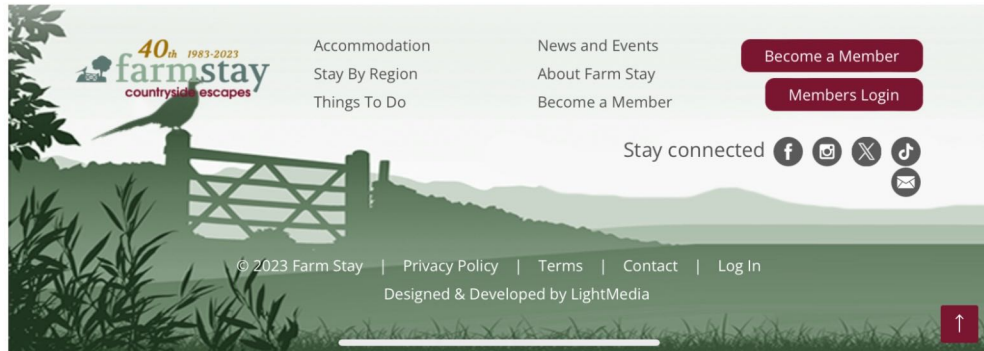 40th 1983-2023
farmstay
countryside escapes
Accommodation
Stay By Region
Things To Do
News and Events
About Farm Stay
Become a Member
Become a Member
Members Login
Stay connected
© 2023 Farm Stay | Privacy Policy | Terms | Contact | Log In
Designed & Developed by LightMedia